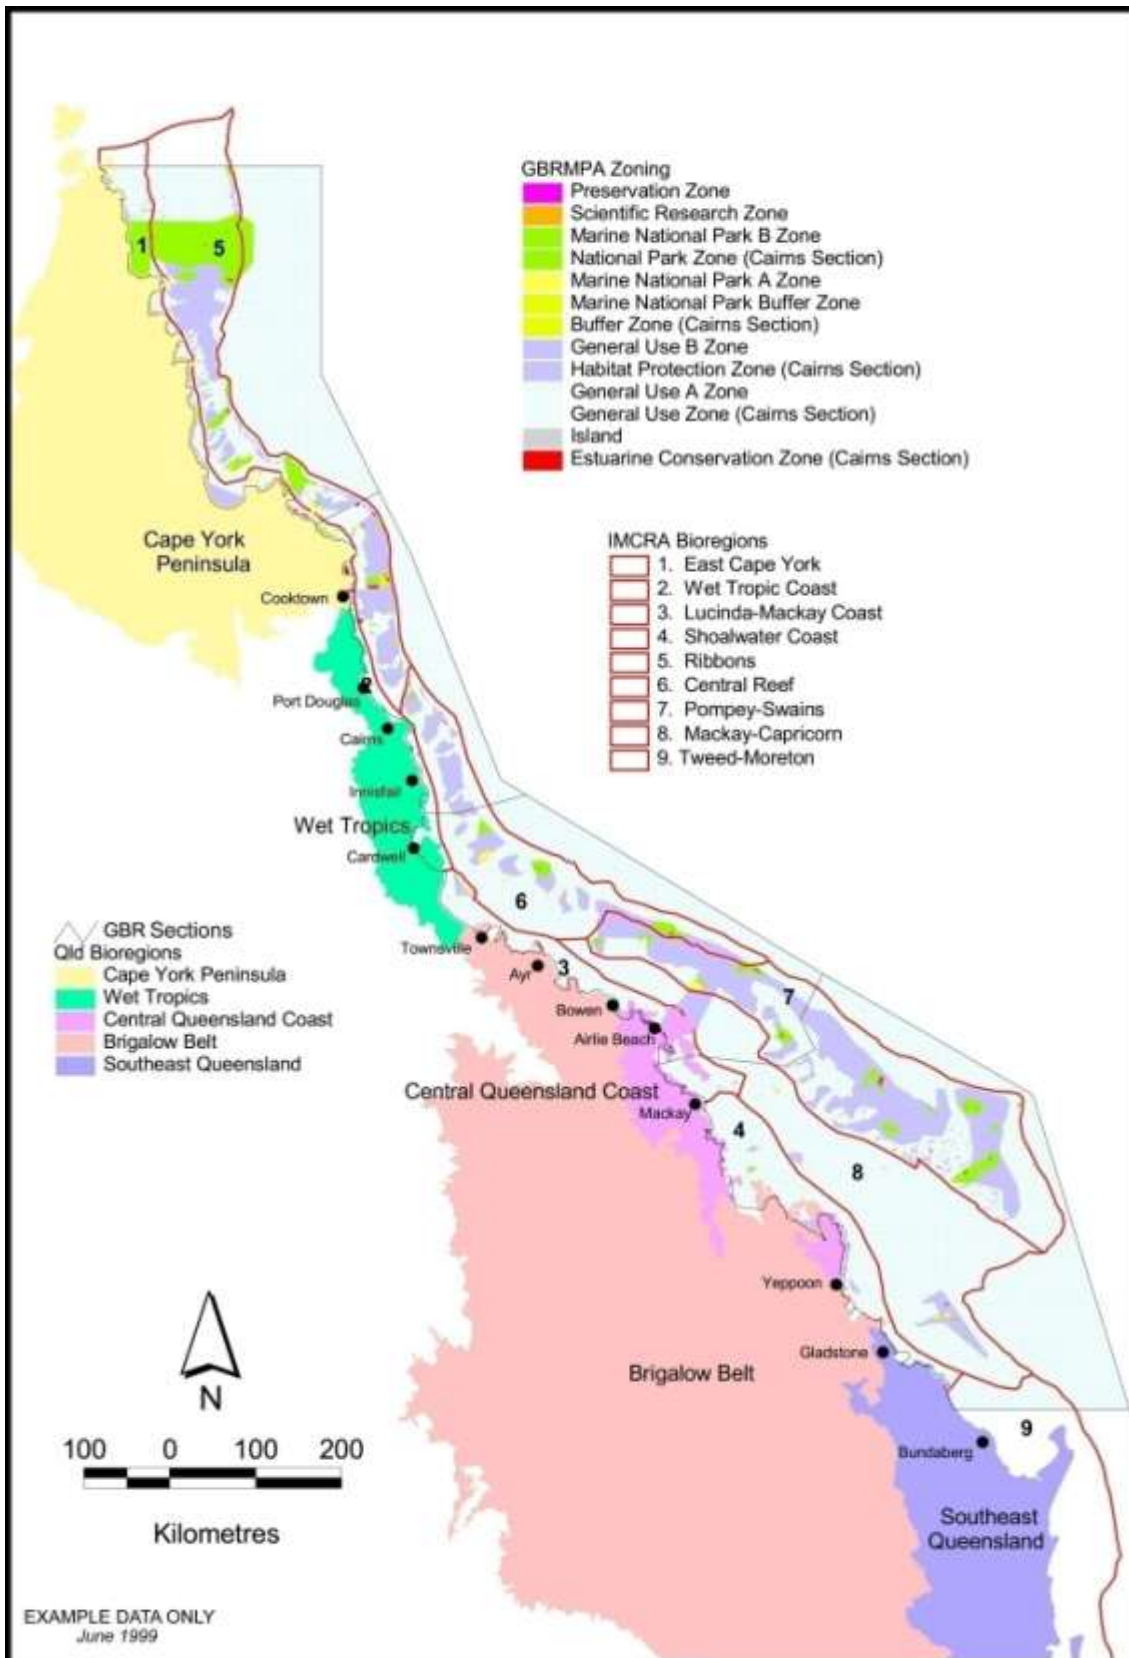 GBRMPA Zoning
Preservation Zone
Scientific Research Zone
Marine National Park B Zone
National Park Zone (Cairns Section)
Marine National Park A Zone
Marine National Park Buffer Zone
Buffer Zone (Cairns Section)
General Use B Zone
Habitat Protection Zone (Cairns Section)
General Use A Zone
General Use Zone (Cairns Section)
Island
Estuarine Conservation Zone (Cairns Section)
1
5
IMCRA Bioregions
1. East Cape York
2. Wet Tropic Coast
3. Lucinda-Mackay Coast
4. Shoalwater Coast
5. Ribbons
6. Central Reef
7. Pompey-Swains
8. Mackay-Capricorn
9. Tweed-Moreton
Cape York
Peninsula
Cooktown
2
Port Douglas
Cairns
Innisfail
Wet Tropics
Cardwell
6
GBR Sections
Qld Bioregions
Cape York Peninsula
Wet Tropics
Central Queensland Coast
Brigalow Belt
Southeast Queensland
Townsville
Ayr
3
7
Bowen
Airlie Beach
Central Queensland Coast
Mackay
4
8
Yeppoon
Gladstone
Brigalow Belt
9
Bundaberg
Southeast
Queensland
N
100 0 100 200
Kilometres
EXAMPLE DATA ONLY
June 1999